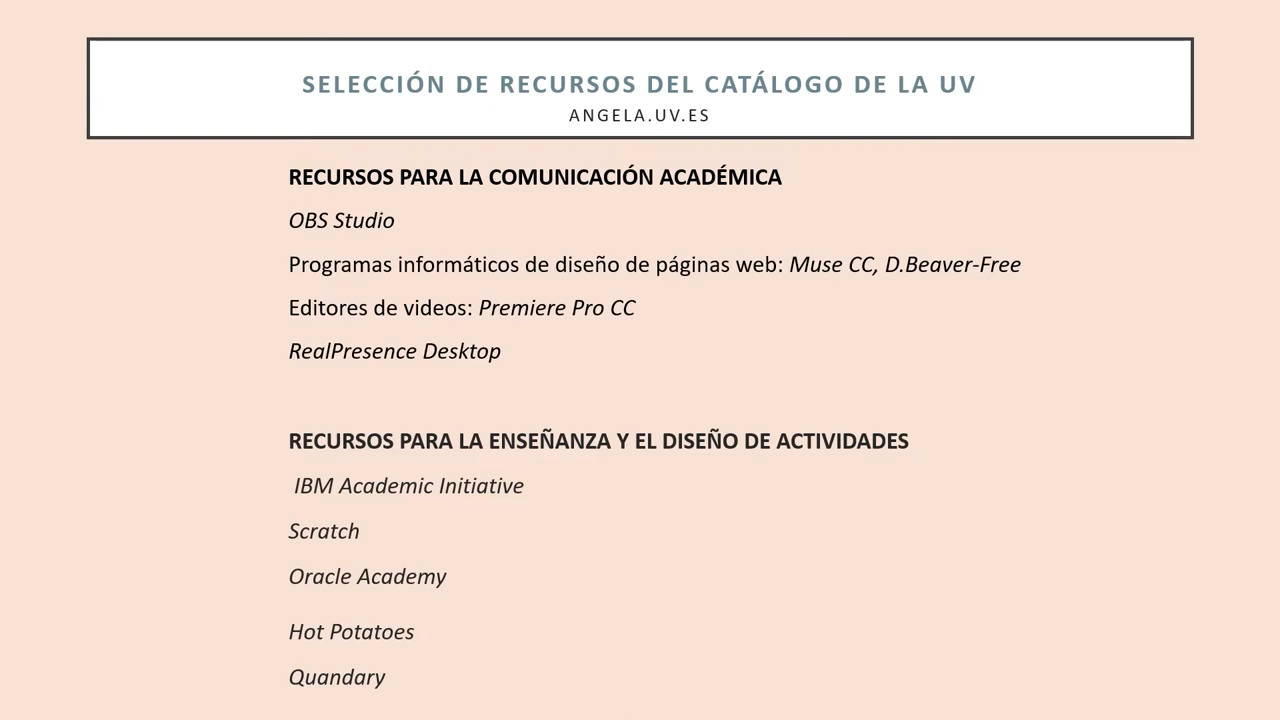 SELECCIÓN DE RECURSOS DEL CATÁLOGO DE LA UV
ANGELA.UV.ES
RECURSOS PARA LA COMUNICACIÓN ACADÉMICA
OBS Studio
Programas informáticos de diseño de páginas web: Muse CC, D.Beaver-Free
Editores de videos: Premiere Pro CC
RealPresence Desktop
RECURSOS PARA LA ENSEÑANZA Y EL DISEÑO DE ACTIVIDADES
IBM Academic Initiative
Scratch
Oracle Academy
Hot Potatoes
Quandary